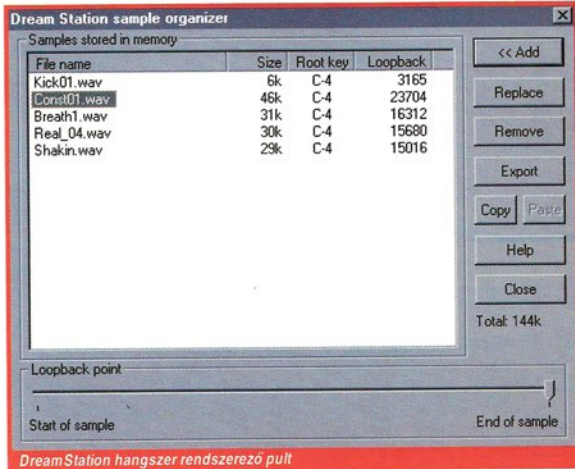 Dream Station sample organizer
Samples stored in memory
File name Size Root key Loopback
Kick01.wav 6k C-4 3165
Const01.wav 46k C-4 23704
Breath1.wav 31k C-4 16312
Real_04.wav 30k C-4 15680
Shakin.wav 29k C-4 15016
<< Add
Replace
Remove
Export
Copy Paste
Help
Close
Total: 144k
Loopback point
Start of sample End of sample
DreamStation hangszer rendszerező pult